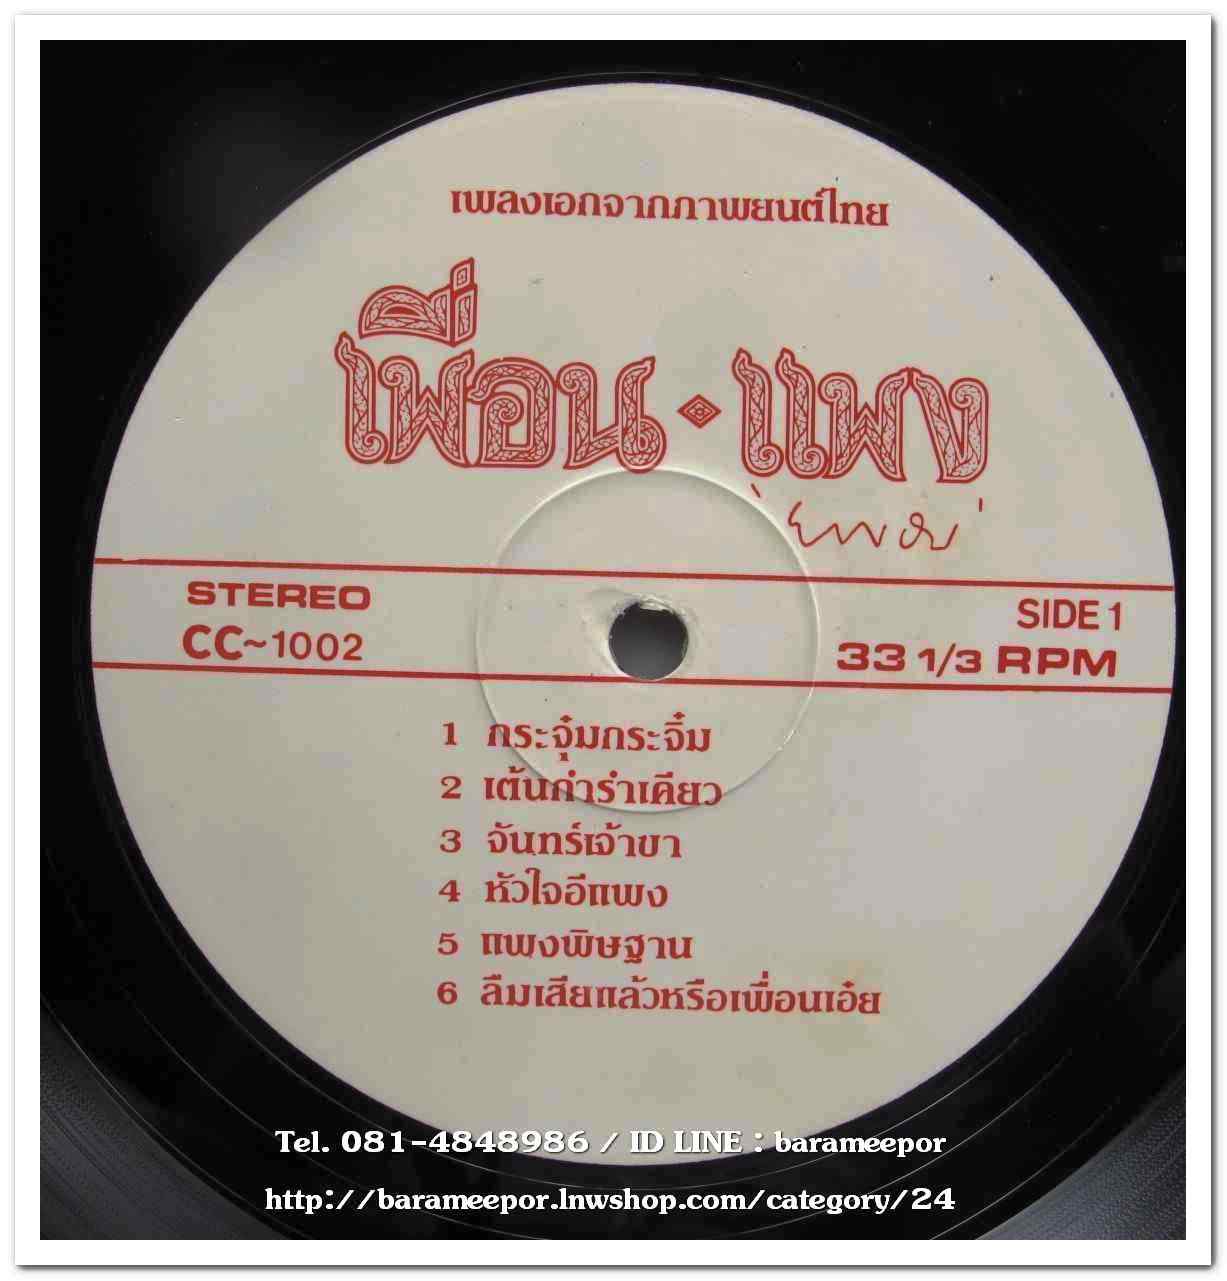 เพลงเอกจากภาพยนต์ไทย
เพื่อน • แพง
STEREO
CC~1002
SIDE 1
33 1/3 RPM
1 กระจุ๋มกระจิ๋ม
2 เต้นกำรำเคียว
3 จันทร์เจ้าขา
4 หัวใจอีแพง
5 แพงพิษฐาน
6 ลืมเสียแล้วหรือเพื่อนเอ๋ย
Tel. 081-4848986 / ID LINE : barameepor
http://barameepor.lnwshop.com/category/24